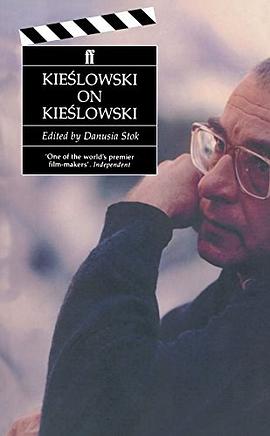 ff
KIEŚLOWSKI
ON
KIEŚLOWSKI
Edited by Danusia Stok
'One of the world's premier
film-makers'. Independent